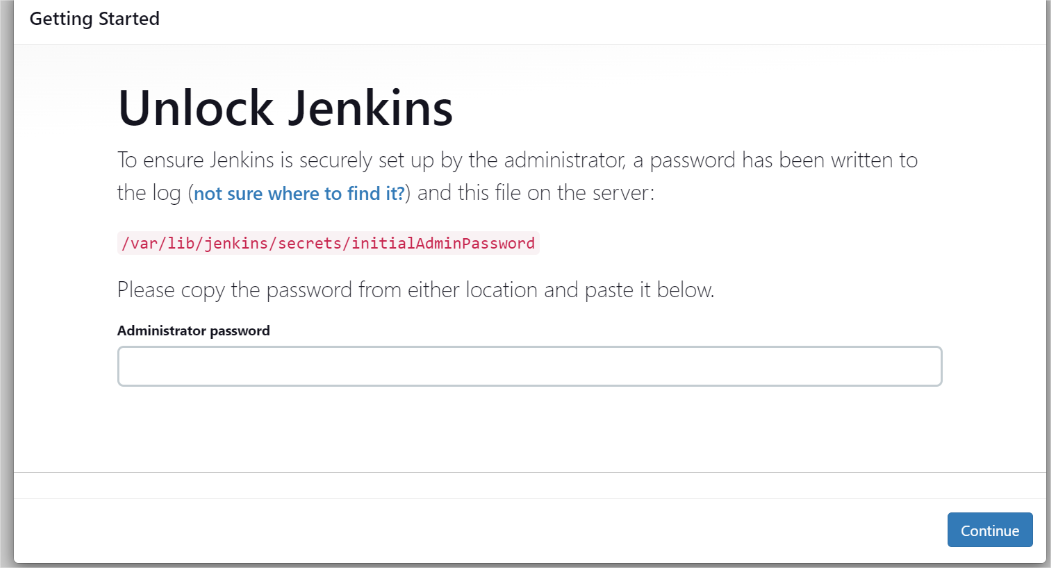 Getting Started
Unlock Jenkins
To ensure Jenkins is securely set up by the administrator, a password has been written to
the log (not sure where to find it?) and this file on the server:
/var/lib/jenkins/secrets/initialAdminPassword
Please copy the password from either location and paste it below.
Administrator password
Continue